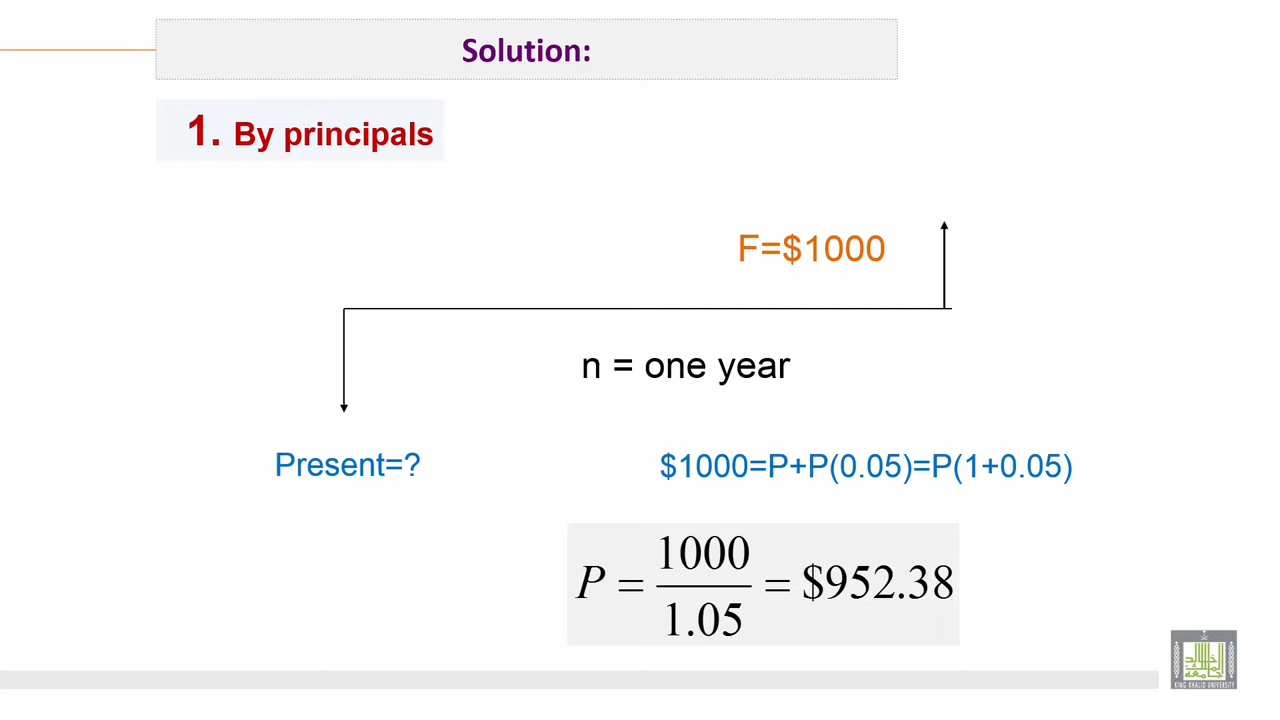 Solution:
1. By principals
F=$1000
n = one year
Present=?
$1000=P+P(0.05)=P(1+0.05)
P = 1000/1.05 = $952.38
KING KHALID UNIVERSITY